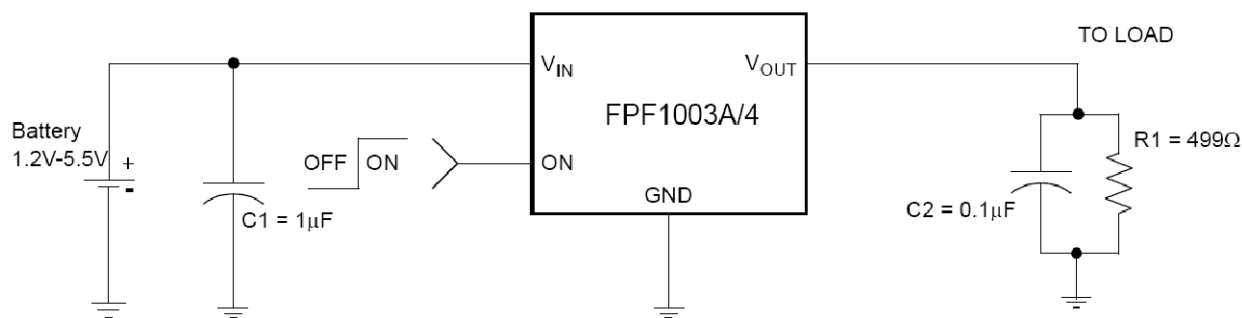 TO LOAD
VIN
VOUT
FPF1003A/4
Battery
1.2V-5.5V
+
-
OFF
ON
ON
R1 = 499Ω
GND
C1 = 1µF
C2 = 0.1µF